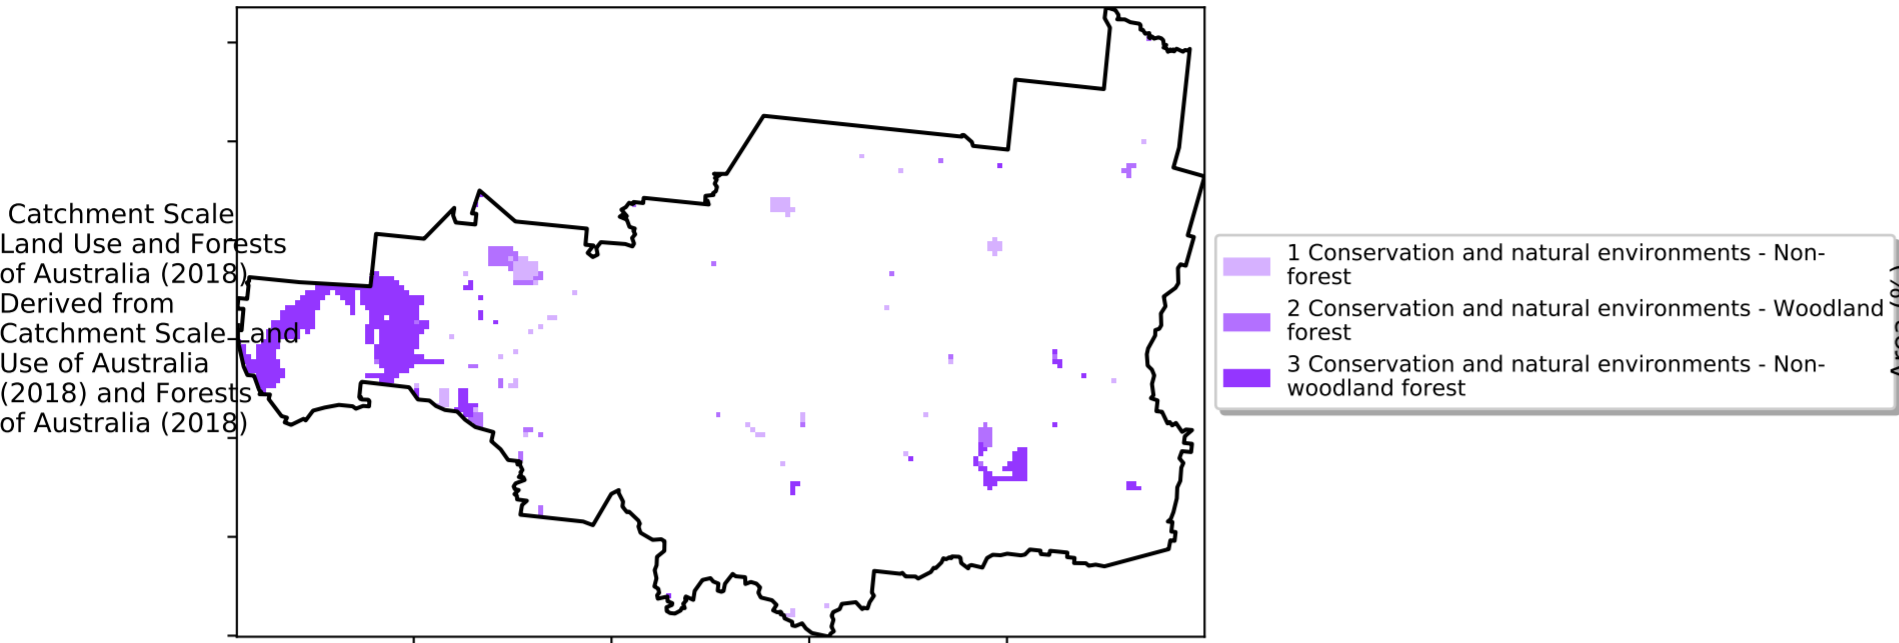 Catchment Scale
Land Use and Forests
of Australia (2018)
Derived from
Catchment Scale Land
Use of Australia
(2018) and Forests
of Australia (2018)
1 Conservation and natural environments - Non-
forest
2 Conservation and natural environments - Woodland
forest
3 Conservation and natural environments - Non-
woodland forest